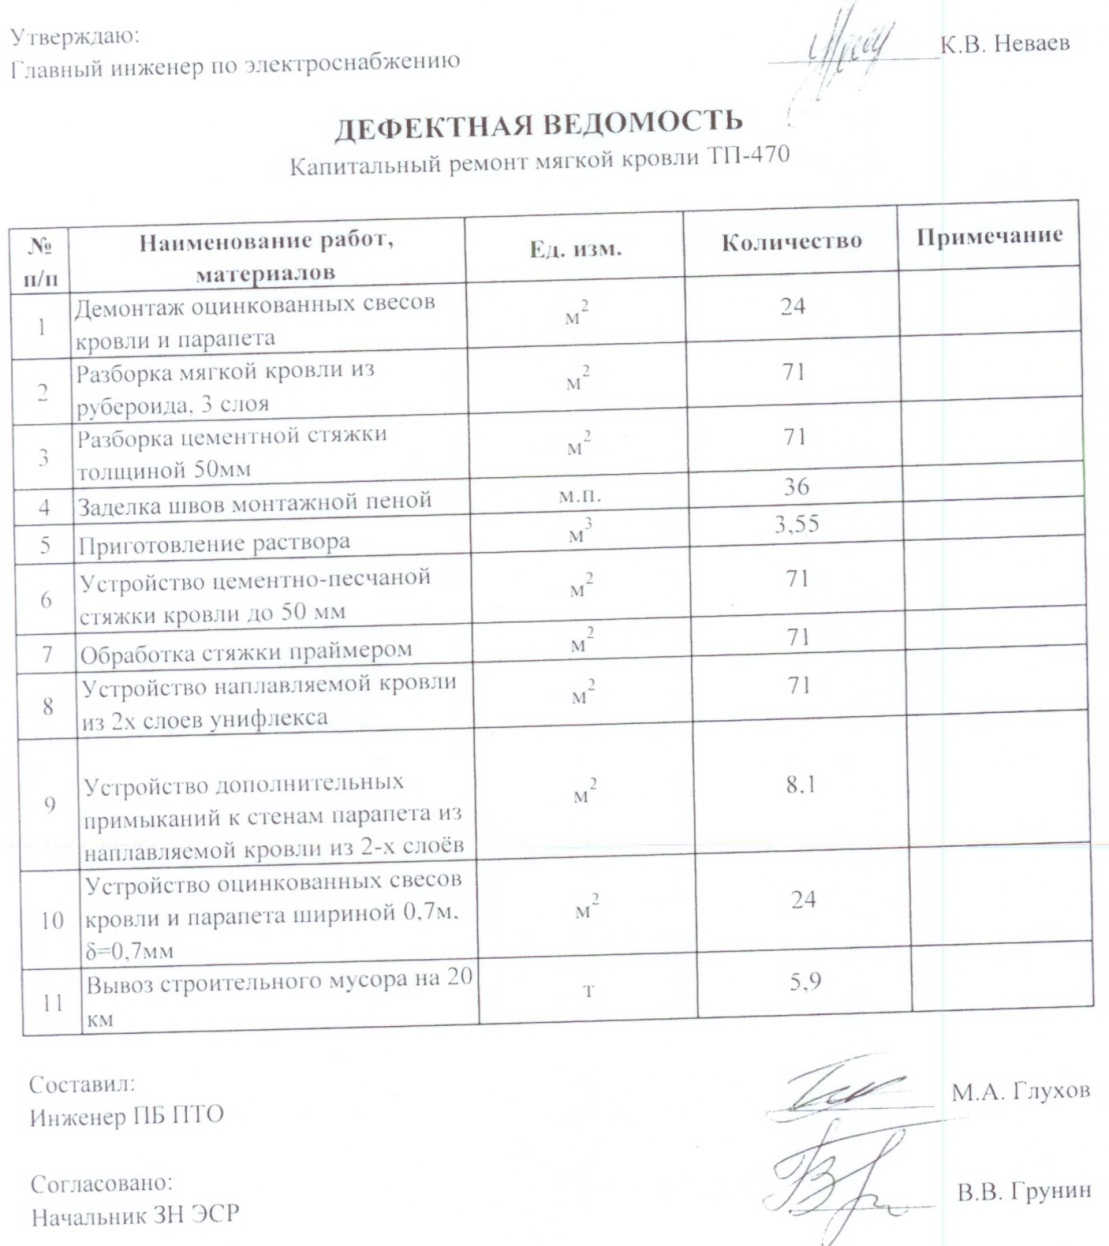 Утверждаю:
Главный инженер по электроснабжению
К.В. Неваев
ДЕФЕКТНАЯ ВЕДОМОСТЬ
Капитальный ремонт мягкой кровли ТП-470
№ п/п Наименование работ, материалов Ед. изм. Количество Примечание
1 Демонтаж оцинкованных свесов кровли и парапета м² 24
2 Разборка мягкой кровли из рубероида, 3 слоя м² 71
3 Разборка цементной стяжки толщиной 50мм м² 71
4 Заделка швов монтажной пеной м.п. 36
5 Приготовление раствора м³ 3,55
6 Устройство цементно-песчаной стяжки кровли до 50 мм м² 71
7 Обработка стяжки праймером м² 71
8 Устройство наплавляемой кровли из 2х слоев унифлекса м² 71
9 Устройство дополнительных примыканий к стенам парапета из наплавляемой кровли из 2-х слоёв м² 8,1
10 Устройство оцинкованных свесов кровли и парапета шириной 0,7м, δ=0,7мм м² 24
11 Вывоз строительного мусора на 20 км т 5,9
Составил:
Инженер ПБ ПТО
М.А. Глухов
Согласовано:
Начальник ЗН ЭСР
В.В. Грунин